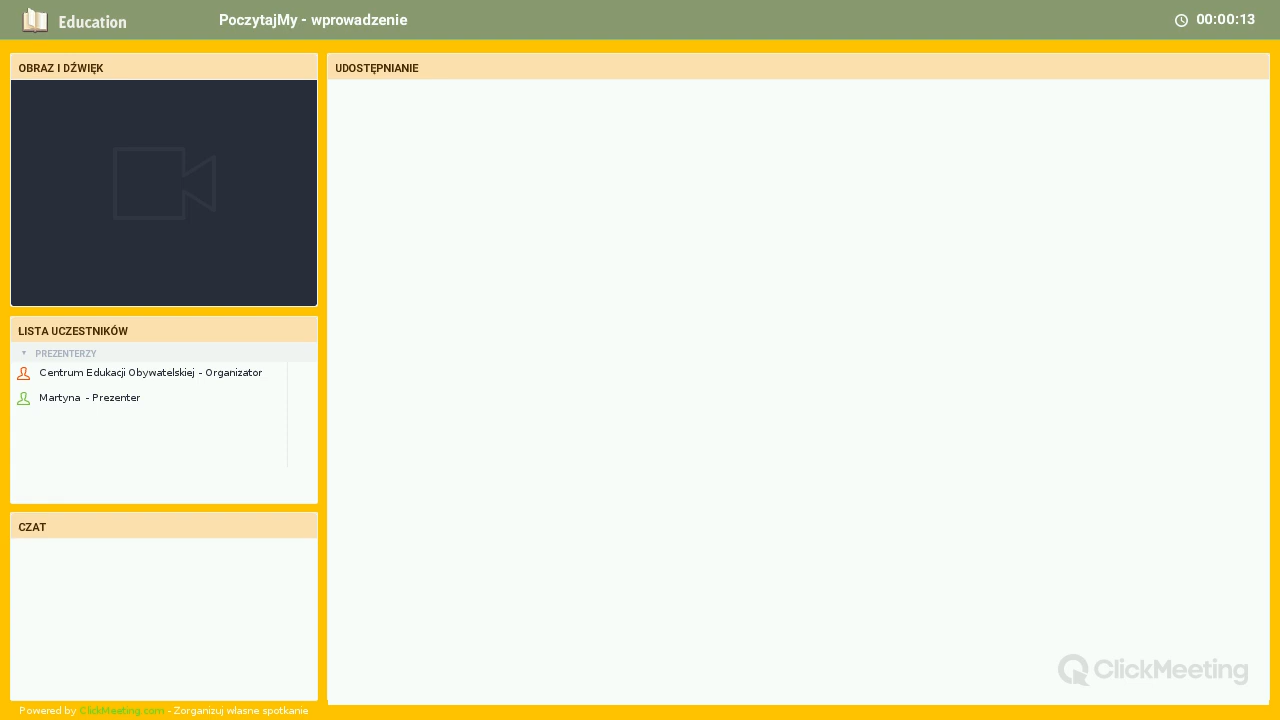 Education
PoczytajMy - wprowadzenie
00:00:13
OBRAZ I DŹWIĘK
UDOSTĘPNIANIE
LISTA UCZESTNIKÓW
PREZENTERZY
Centrum Edukacji Obywatelskiej - Organizator
Martyna - Prezenter
CZAT
ClickMeeting
Powered by ClickMeeting.com - Zorganizuj własne spotkanie